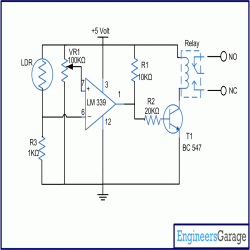 +5 Volt
Relay
VR1
100KΩ
LDR
NO
R1
10KΩ
NC
3
7
+
LM 339
1
R2
20KΩ
6
-
R3
1KΩ
12
T1
BC 547
EngineersGarage